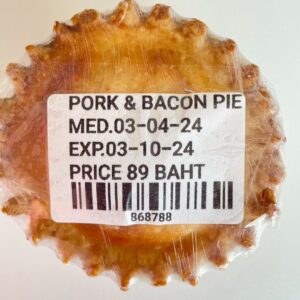 PORK & BACON PIE
MED.03-04-24
EXP.03-10-24
PRICE 89 BAHT
868788